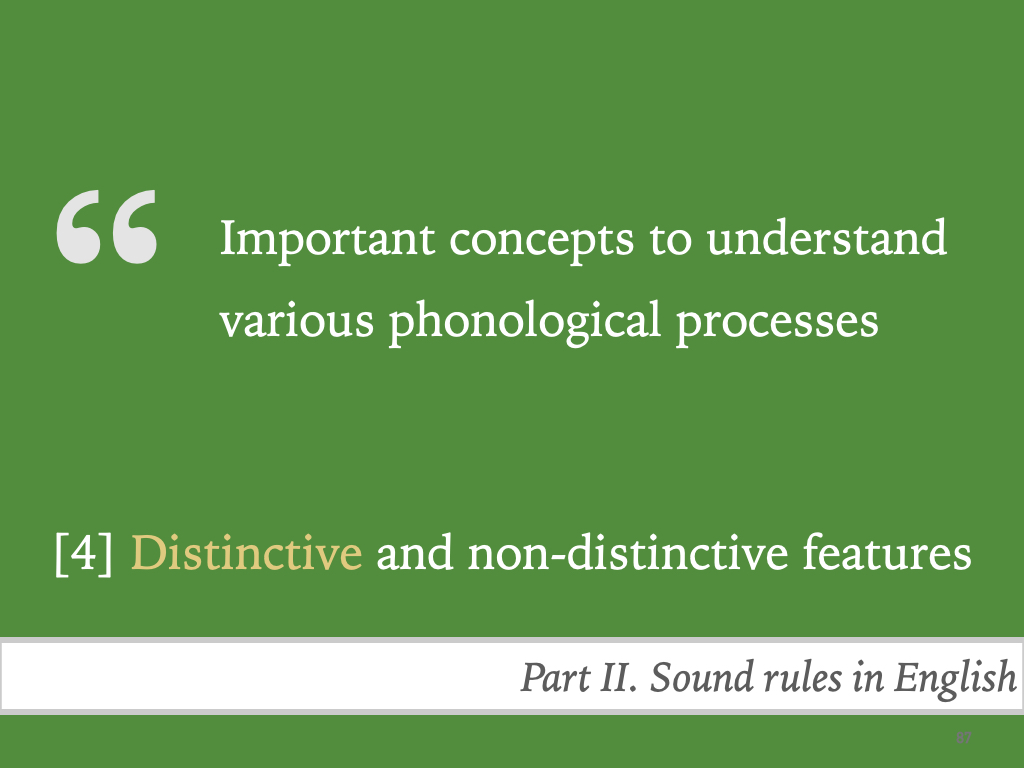 “ Important concepts to understand
various phonological processes
[4] Distinctive and non-distinctive features
Part II. Sound rules in English